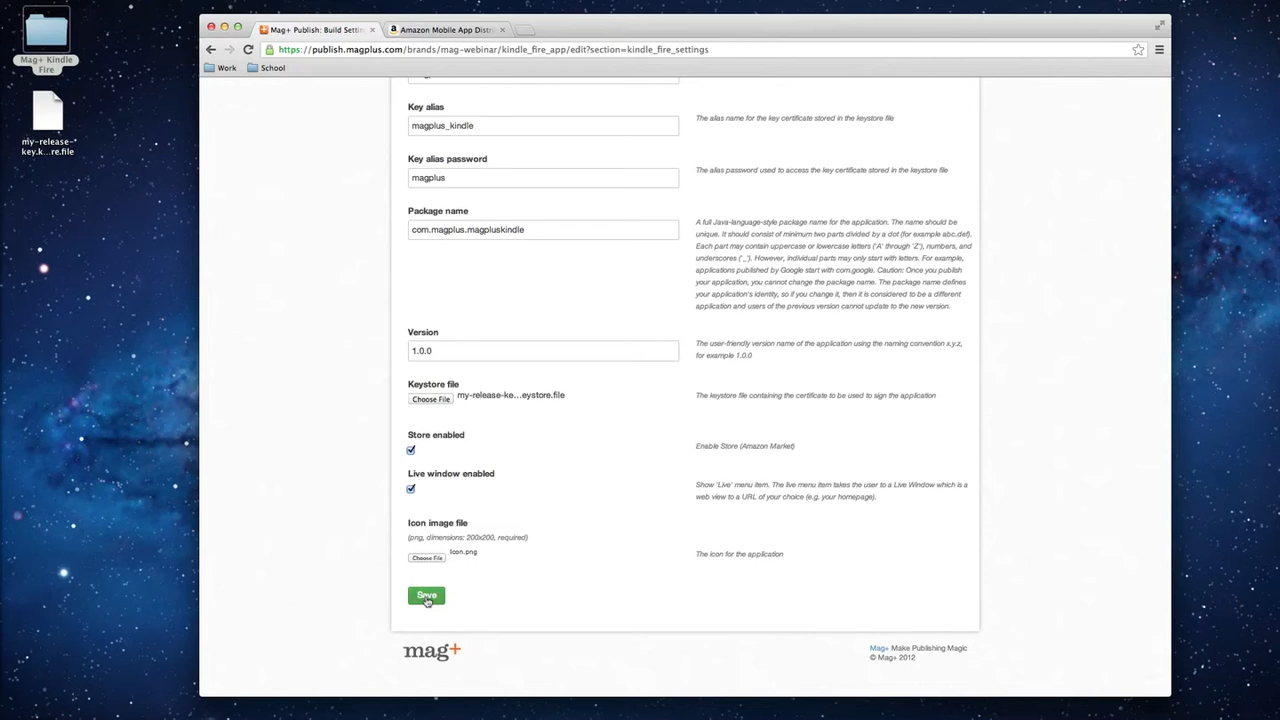 Mag+ Kindle
Fire
my-release-
key.k...re.file
Mag+ Publish: Build Settin
Amazon Mobile App Distri
https://publish.magplus.com/brands/mag-webinar/kindle_fire_app/edit?section=kindle_fire_settings
Work
School
Key alias
magplus_kindle
The alias name for the key certificate stored in the keystore file
Key alias password
magplus
The alias password used to access the key certificate stored in the keystore file
Package name
com.magplus.magpluskindle
A full Java-language-style package name for the application. The name should be
unique. It should consist of minimum two parts divided by a dot (for example abc.def).
Each part may contain uppercase or lowercase letters ('A' through 'Z'), numbers, and
underscores ('_'). However, individual parts may only start with letters. For example,
applications published by Google start with com.google. Caution: Once you publish
your application, you cannot change the package name. The package name defines
your application's identity, so if you change it, then it is considered to be a different
application and users of the previous version cannot update to the new version.
Version
1.0.0
The user-friendly version name of the application using the naming convention x.y.z,
for example 1.0.0
Keystore file
Choose File my-release-ke...eystore.file
The keystore file containing the certificate to be used to sign the application
Store enabled
Enable Store (Amazon Market)
Live window enabled
Show 'Live' menu item. The live menu item takes the user to a Live Window which is a
web view to a URL of your choice (e.g. your homepage).
Icon image file
(png, dimensions: 200x200, required)
Choose File Icon.png
The icon for the application
Save
mag+
Mag+ Make Publishing Magic
© Mag+ 2012